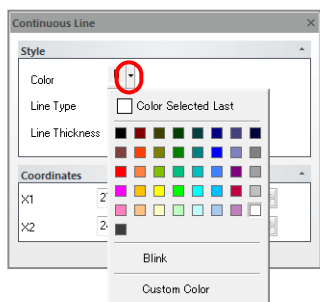 Continuous Line
Style
Color
Line Type
Color Selected Last
Line Thickness
Coordinates
X1
X2
Blink
Custom Color